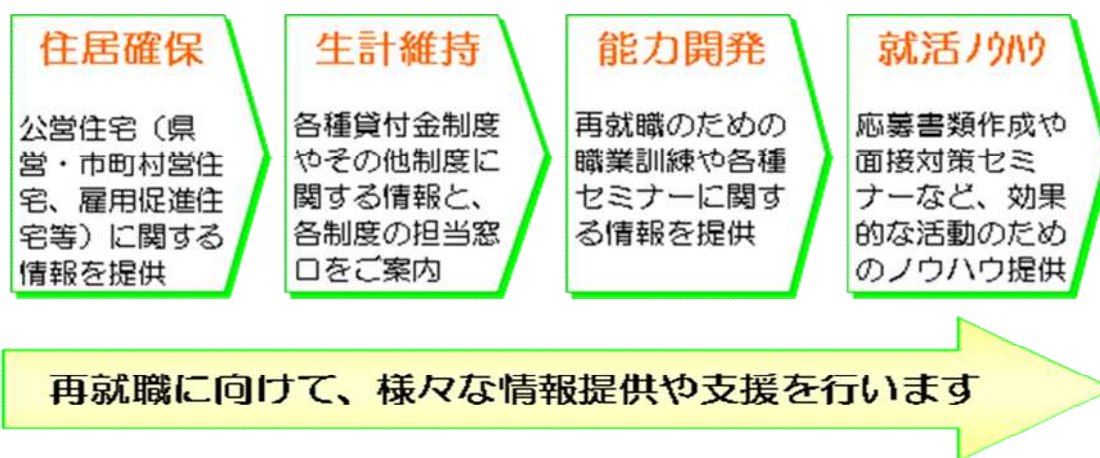 住居確保
公営住宅（県
営・市町村営住
宅、雇用促進住
宅等）に関する
情報を提供
生計維持
各種貸付金制度
やその他制度に
関する情報と、
各制度の担当窓
口をご案内
能力開発
再就職のための
職業訓練や各種
セミナーに関す
る情報を提供
就活ﾉｳﾊｳ
応募書類作成や
面接対策セミ
ナーなど、効果
的な活動のため
のノウハウ提供
再就職に向けて、様々な情報提供や支援を行います